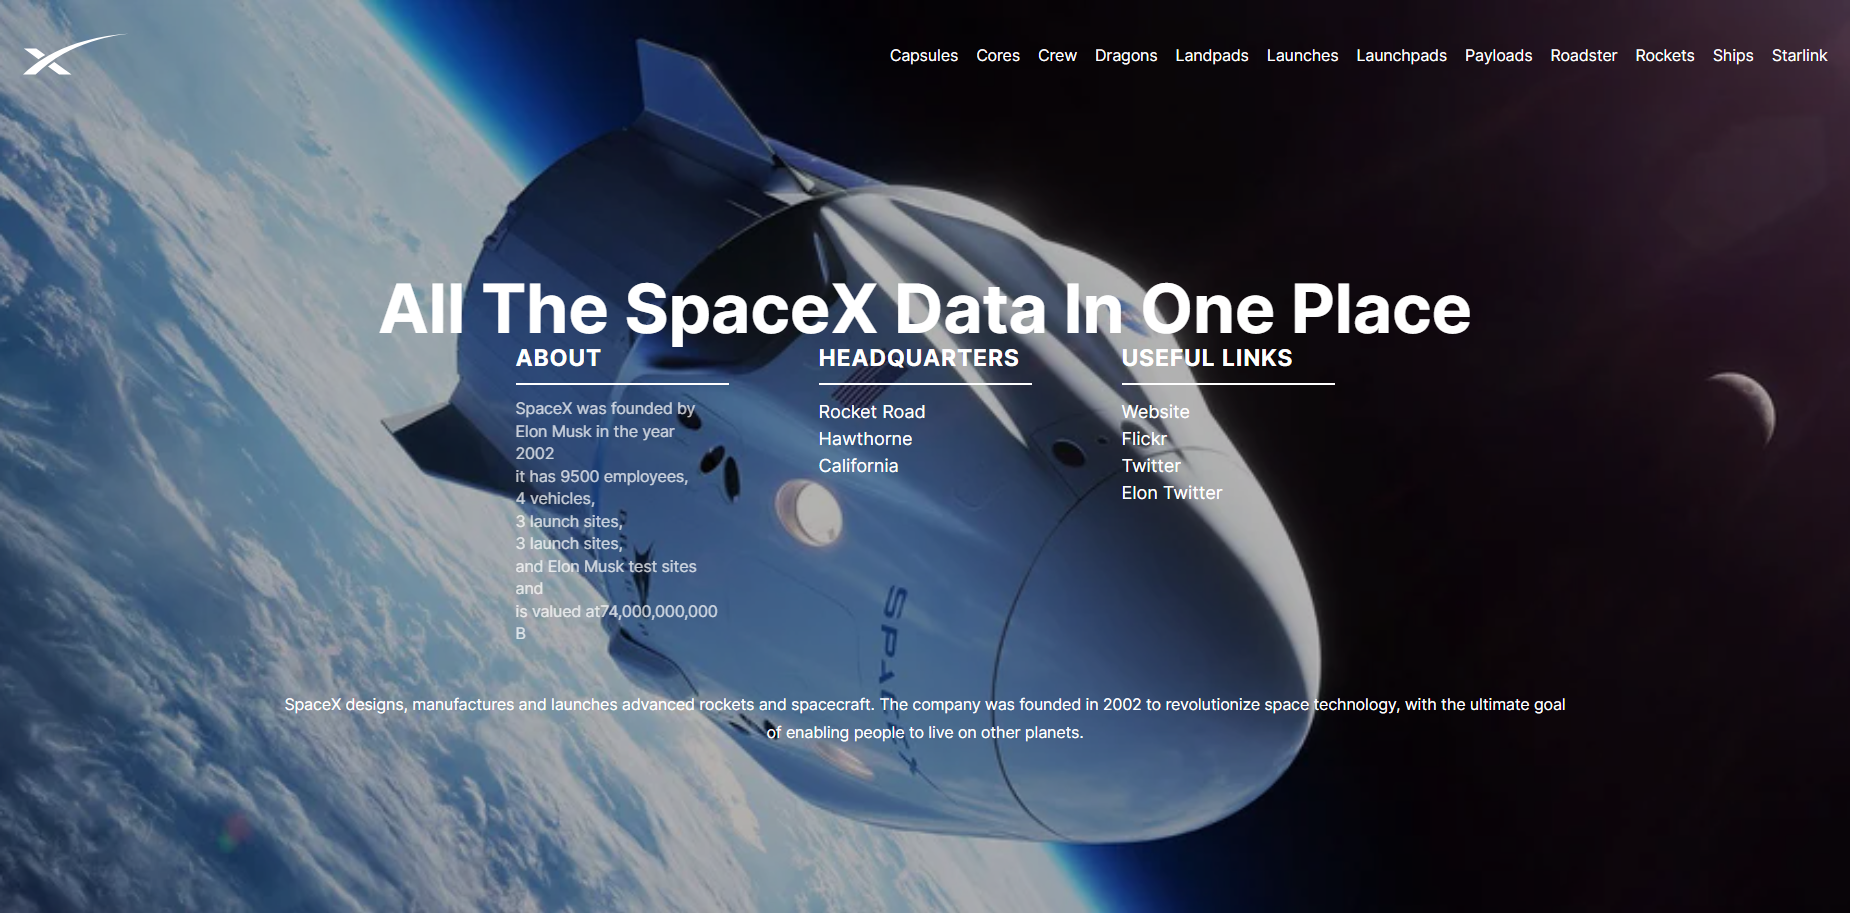 Capsules Cores Crew Dragons Landpads Launches Launchpads Payloads Roadster Rockets Ships Starlink
All The SpaceX Data In One Place
ABOUT
SpaceX was founded by
Elon Musk in the year
2002
it has 9500 employees,
4 vehicles,
3 launch sites,
3 launch sites,
and Elon Musk test sites
and
is valued at74,000,000,000
B
HEADQUARTERS
Rocket Road
Hawthorne
California
USEFUL LINKS
Website
Flickr
Twitter
Elon Twitter
SpaceX designs, manufactures and launches advanced rockets and spacecraft. The company was founded in 2002 to revolutionize space technology, with the ultimate goal
of enabling people to live on other planets.